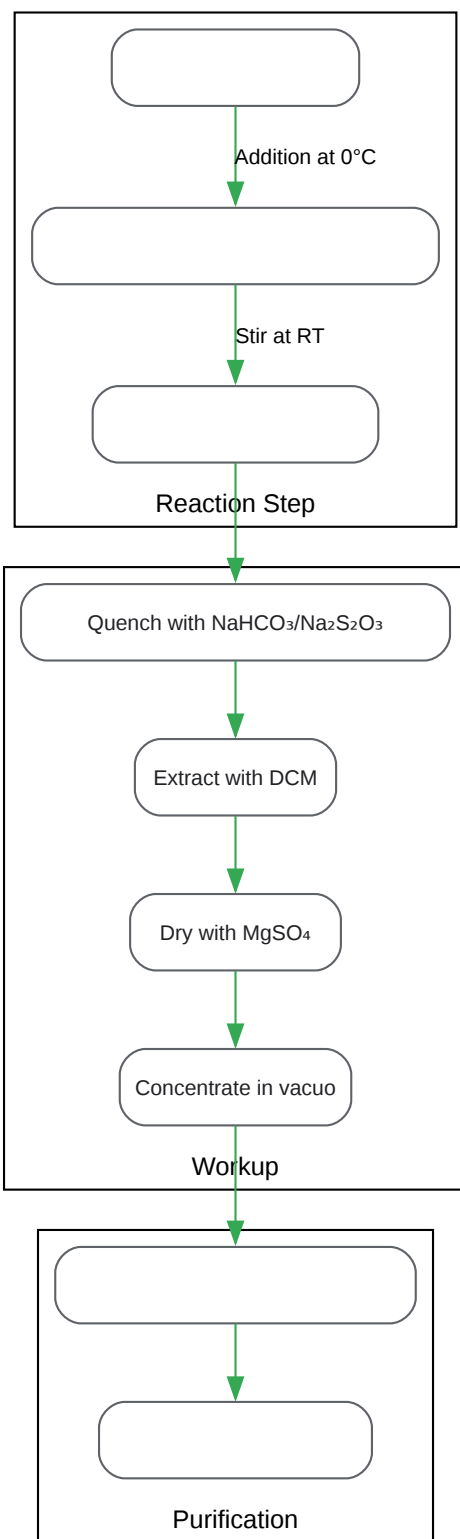 Addition at 0°C
Stir at RT
Reaction Step
Quench with NaHCO₃/Na₂S₂O₃
Extract with DCM
Dry with MgSO₄
Concentrate in vacuo
Workup
Purification